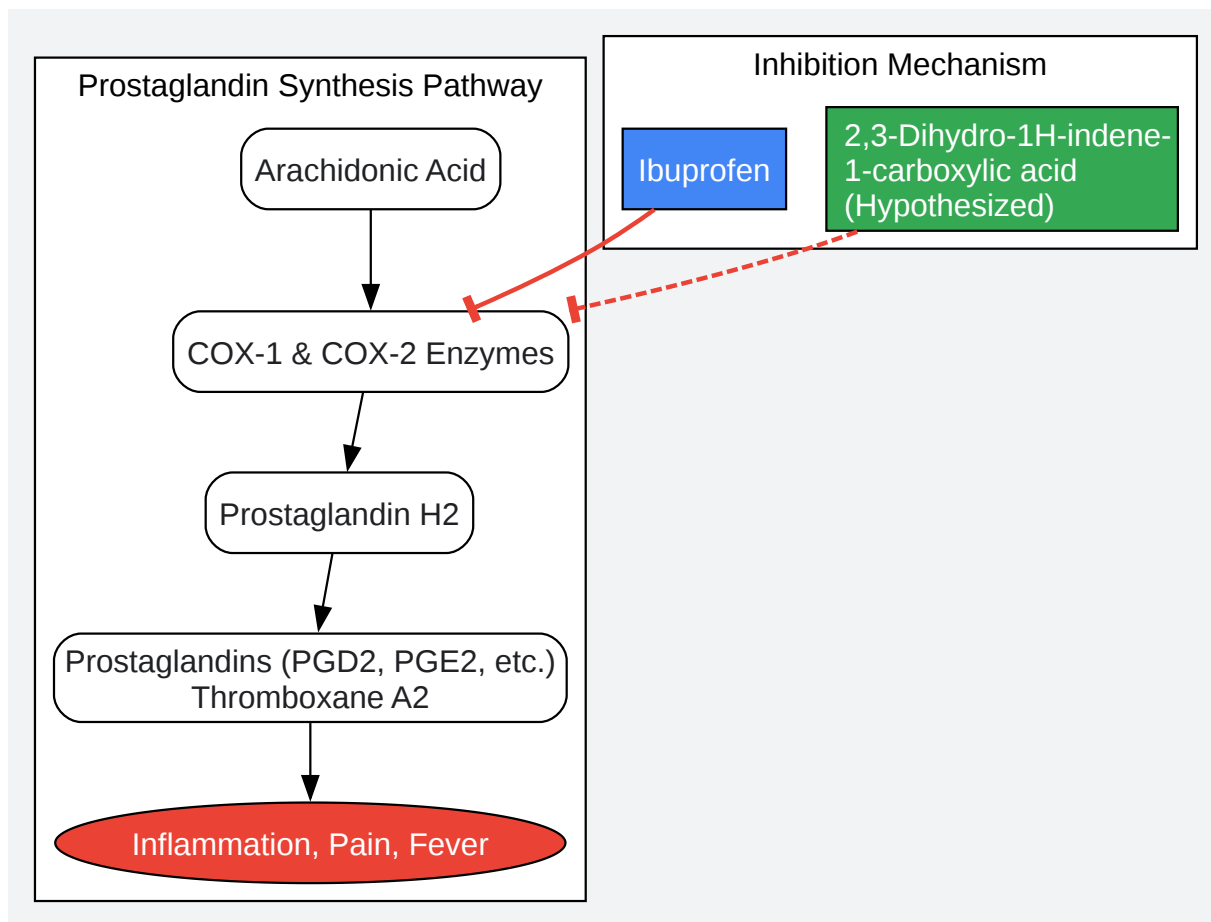 Prostaglandin Synthesis Pathway
Arachidonic Acid
COX-1 & COX-2 Enzymes
Prostaglandin H2
Prostaglandins (PGD2, PGE2, etc.)
Thromboxane A2
Inflammation, Pain, Fever
Inhibition Mechanism
Ibuprofen
2,3-Dihydro-1H-indene-
1-carboxylic acid
(Hypothesized)